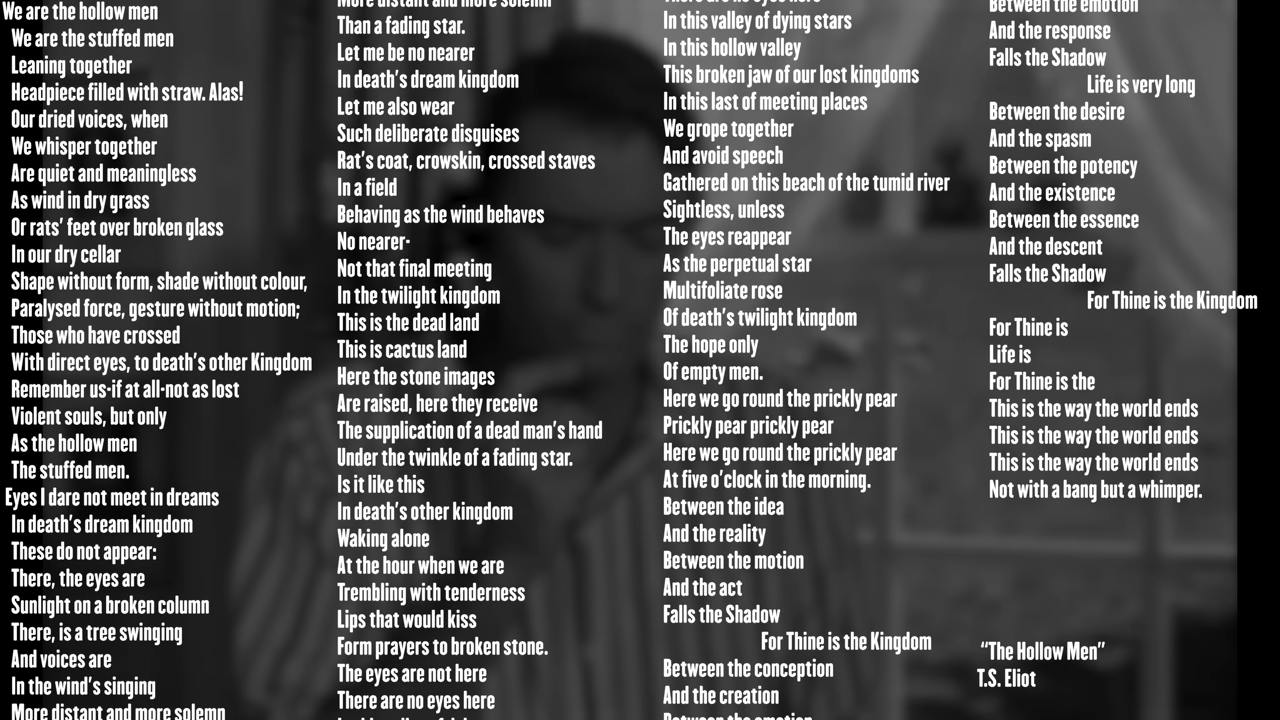 We are the hollow men
We are the stuffed men
Leaning together
Headpiece filled with straw. Alas!
Our dried voices, when
We whisper together
Are quiet and meaningless
As wind in dry grass
Or rats' feet over broken glass
In our dry cellar
Shape without form, shade without colour,
Paralysed force, gesture without motion;
Those who have crossed
With direct eyes, to death's other Kingdom
Remember us-if at all-not as lost
Violent souls, but only
As the hollow men
The stuffed men.
Eyes I dare not meet in dreams
In death's dream kingdom
These do not appear:
There, the eyes are
Sunlight on a broken column
There, is a tree swinging
And voices are
In the wind's singing
More distant and more solemn
More distant and more solemn
Than a fading star.
Let me be no nearer
In death's dream kingdom
Let me also wear
Such deliberate disguises
Rat's coat, crowskin, crossed staves
In a field
Behaving as the wind behaves
No nearer-
Not that final meeting
In the twilight kingdom
This is the dead land
This is cactus land
Here the stone images
Are raised, here they receive
The supplication of a dead man's hand
Under the twinkle of a fading star.
Is it like this
In death's other kingdom
Waking alone
At the hour when we are
Trembling with tenderness
Lips that would kiss
Form prayers to broken stone.
The eyes are not here
There are no eyes here
In this valley of dying stars
In this hollow valley
This broken jaw of our lost kingdoms
In this last of meeting places
We grope together
And avoid speech
Gathered on this beach of the tumid river
Sightless, unless
The eyes reappear
As the perpetual star
Multifoliate rose
Of death's twilight kingdom
The hope only
Of empty men.
Here we go round the prickly pear
Prickly pear prickly pear
Here we go round the prickly pear
At five o'clock in the morning.
Between the idea
And the reality
Between the motion
And the act
Falls the Shadow
For Thine is the Kingdom
Between the conception
And the creation
Between the emotion
And the response
Falls the Shadow
Life is very long
Between the desire
And the spasm
Between the potency
And the existence
Between the essence
And the descent
Falls the Shadow
For Thine is the Kingdom
For Thine is
Life is
For Thine is the
This is the way the world ends
This is the way the world ends
This is the way the world ends
Not with a bang but a whimper.
"The Hollow Men"
T.S. Eliot